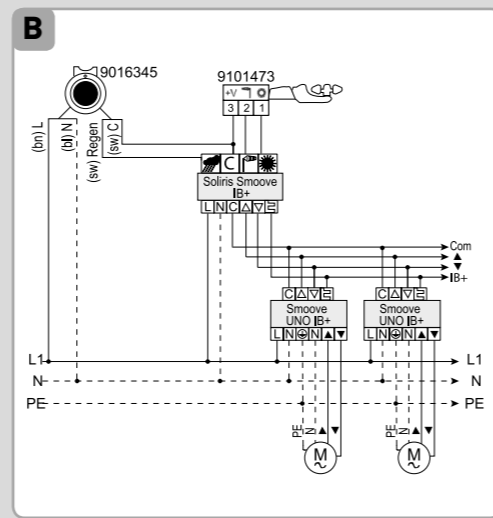 B
9016345
9101473
+V
3 2 1
(bn) L
(bl) N
(sw) Regen
(sw) C
C
Soliris Smoove
IB+
L N C △ ▽
Com
▲
▼
IB+
C △ ▽
C △ ▽
Smoove
UNO IB+
Smoove
UNO IB+
L N ⏚ ▲ ▼
L N ⏚ ▲ ▼
L1 L1
N N
PE PE
PE N ▲ ▼
PE N ▲ ▼
M
~
M
~